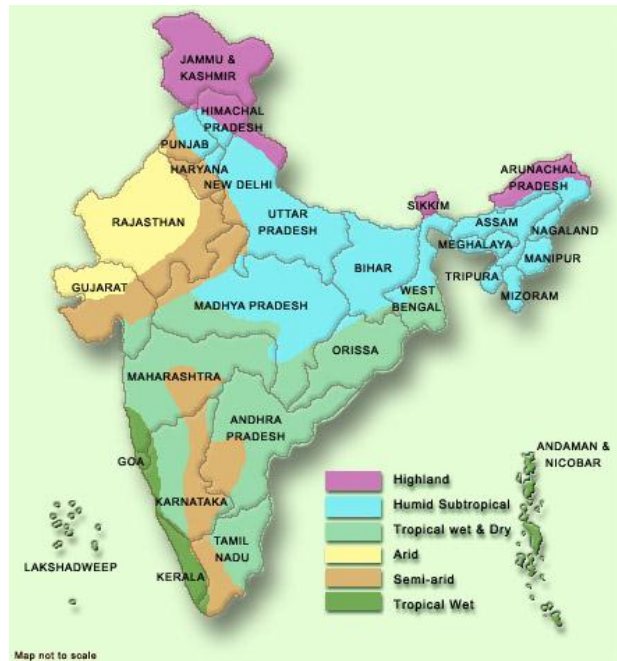 JAMMU &
KASHMIR
HIMACHAL
PRADESH
PUNJAB
HARYANA
NEW DELHI
ARUNACHAL
PRADESH
SIKKIM
RAJASTHAN
UTTAR
PRADESH
ASSAM
NAGALAND
MEGHALAYA
BIHAR
MANIPUR
TRIPURA
GUJARAT
WEST
BENGAL
MIZORAM
MADHYA PRADESH
ORISSA
MAHARASHTRA
ANDHRA
PRADESH
ANDAMAN &
NICOBAR
GOA
KARNATAKA
TAMIL
NADU
LAKSHADWEEP
KERALA
Highland
Humid Subtropical
Tropical wet & Dry
Arid
Semi-arid
Tropical Wet
Map not to scale